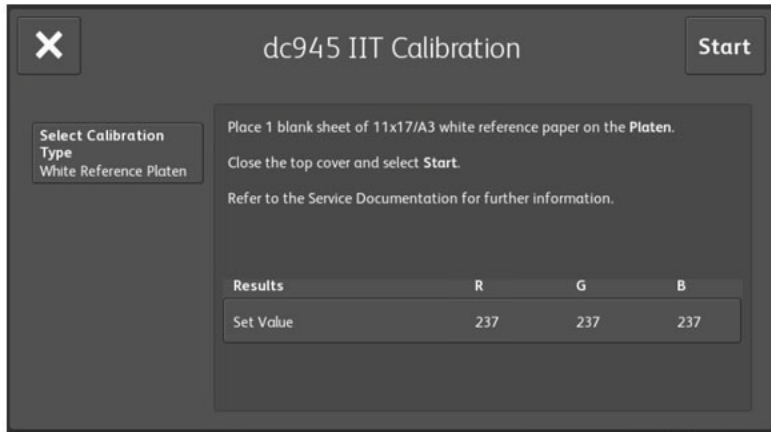 dc945 IIT Calibration
Start
Select Calibration
Type
White Reference Platen
Place 1 blank sheet of 11x17/A3 white reference paper on the Platen.
Close the top cover and select Start.
Refer to the Service Documentation for further information.
Results R G B
Set Value 237 237 237